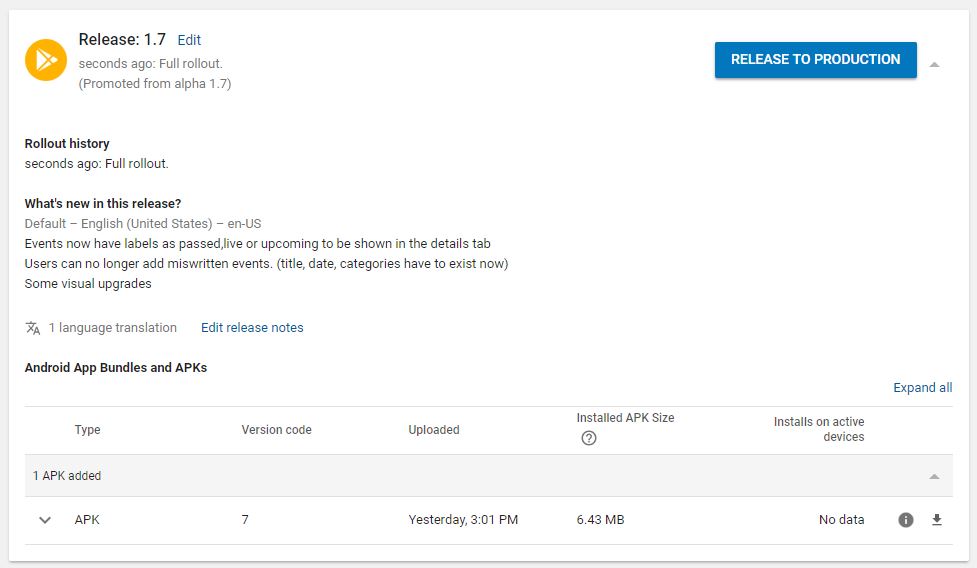 Release: 1.7 Edit
seconds ago: Full rollout.
(Promoted from alpha 1.7)
RELEASE TO PRODUCTION
Rollout history
seconds ago: Full rollout.
What's new in this release?
Default – English (United States) – en-US
Events now have labels as passed,live or upcoming to be shown in the details tab
Users can no longer add miswritten events. (title, date, categories have to exist now)
Some visual upgrades
1 language translation Edit release notes
Android App Bundles and APKs
Expand all
Type Version code Uploaded Installed APK Size Installs on active
devices
1 APK added
APK 7 Yesterday, 3:01 PM 6.43 MB No data